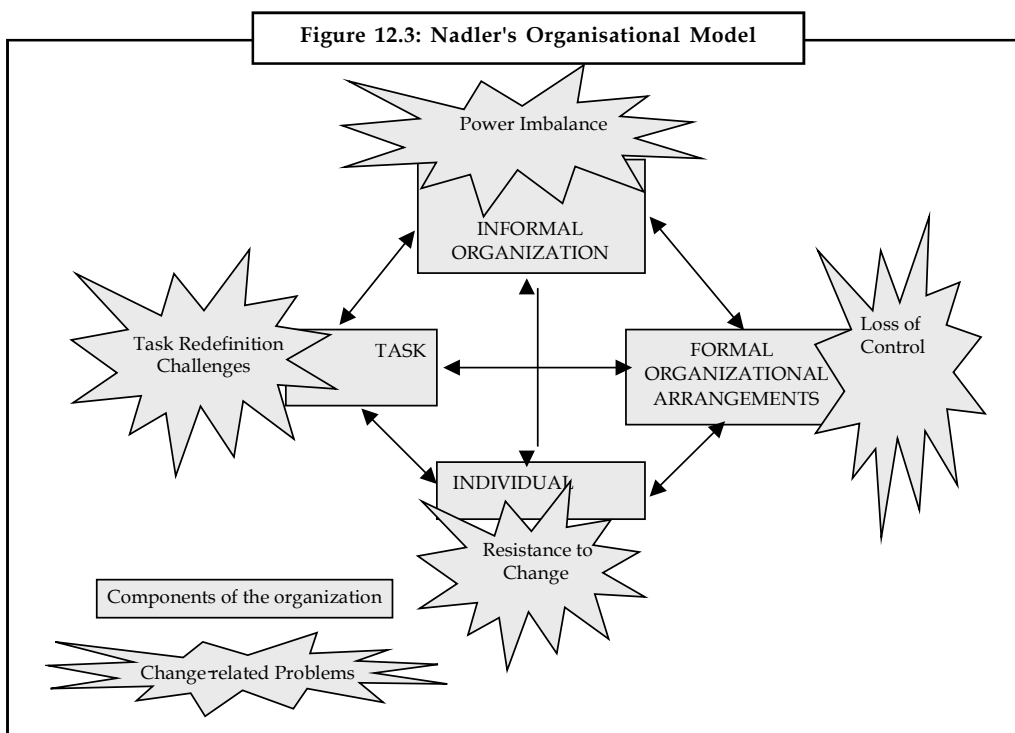 Figure 12.3: Nadler's Organisational Model
Power Imbalance
INFORMAL
ORGANIZATION
Task Redefinition
Challenges
TASK
FORMAL
ORGANIZATIONAL
ARRANGEMENTS
Loss of
Control
INDIVIDUAL
Resistance to
Change
Components of the organization
Change-related Problems